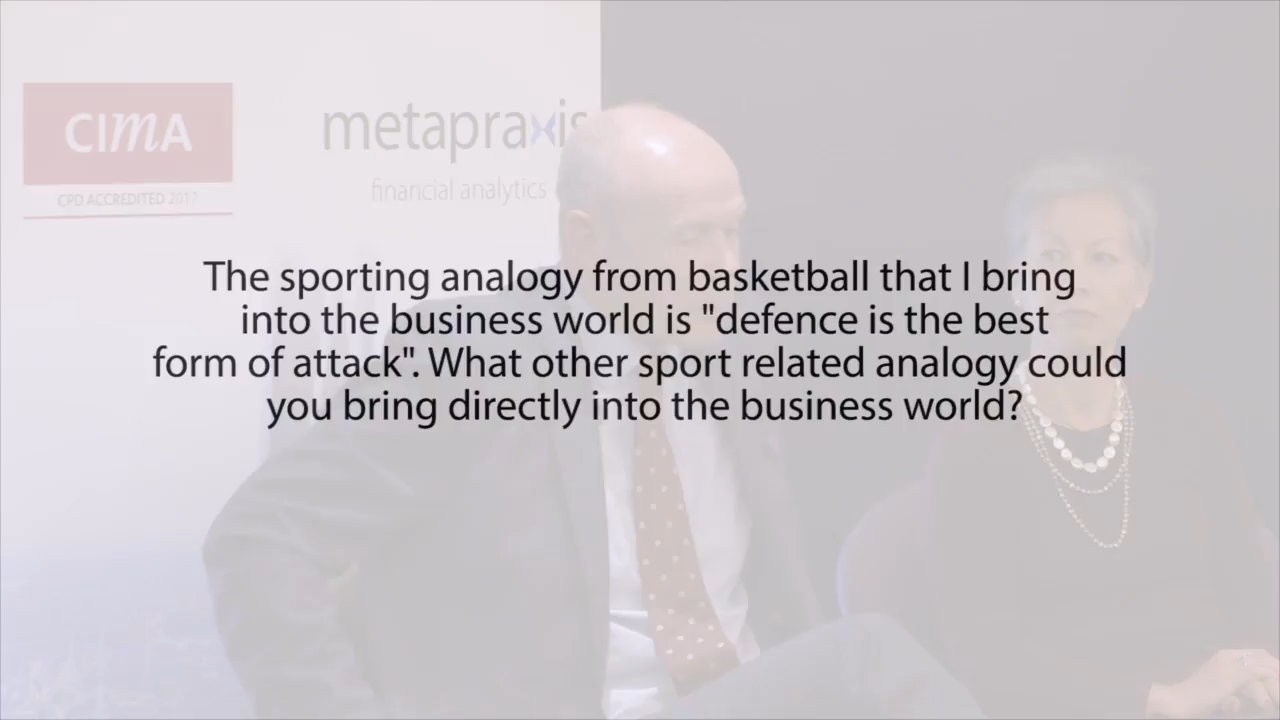 CIMA
CPD ACCREDITED 2017
metapraxis
financial analytics
The sporting analogy from basketball that I bring
into the business world is "defence is the best
form of attack". What other sport related analogy could
you bring directly into the business world?